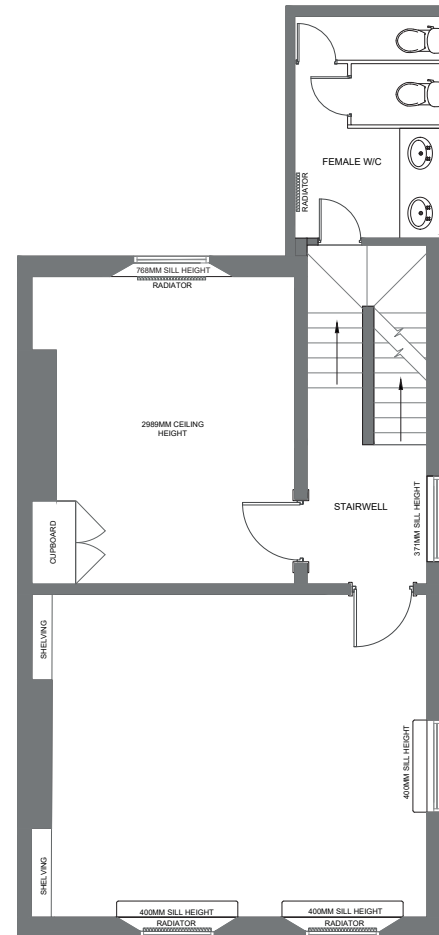 FEMALE W/C
RADIATOR
768MM SILL HEIGHT
RADIATOR
2989MM CEILING
HEIGHT
STAIRWELL
371MM SILL HEIGHT
CUPBOARD
SHELVING
400MM SILL HEIGHT
SHELVING
400MM SILL HEIGHT
RADIATOR
400MM SILL HEIGHT
RADIATOR